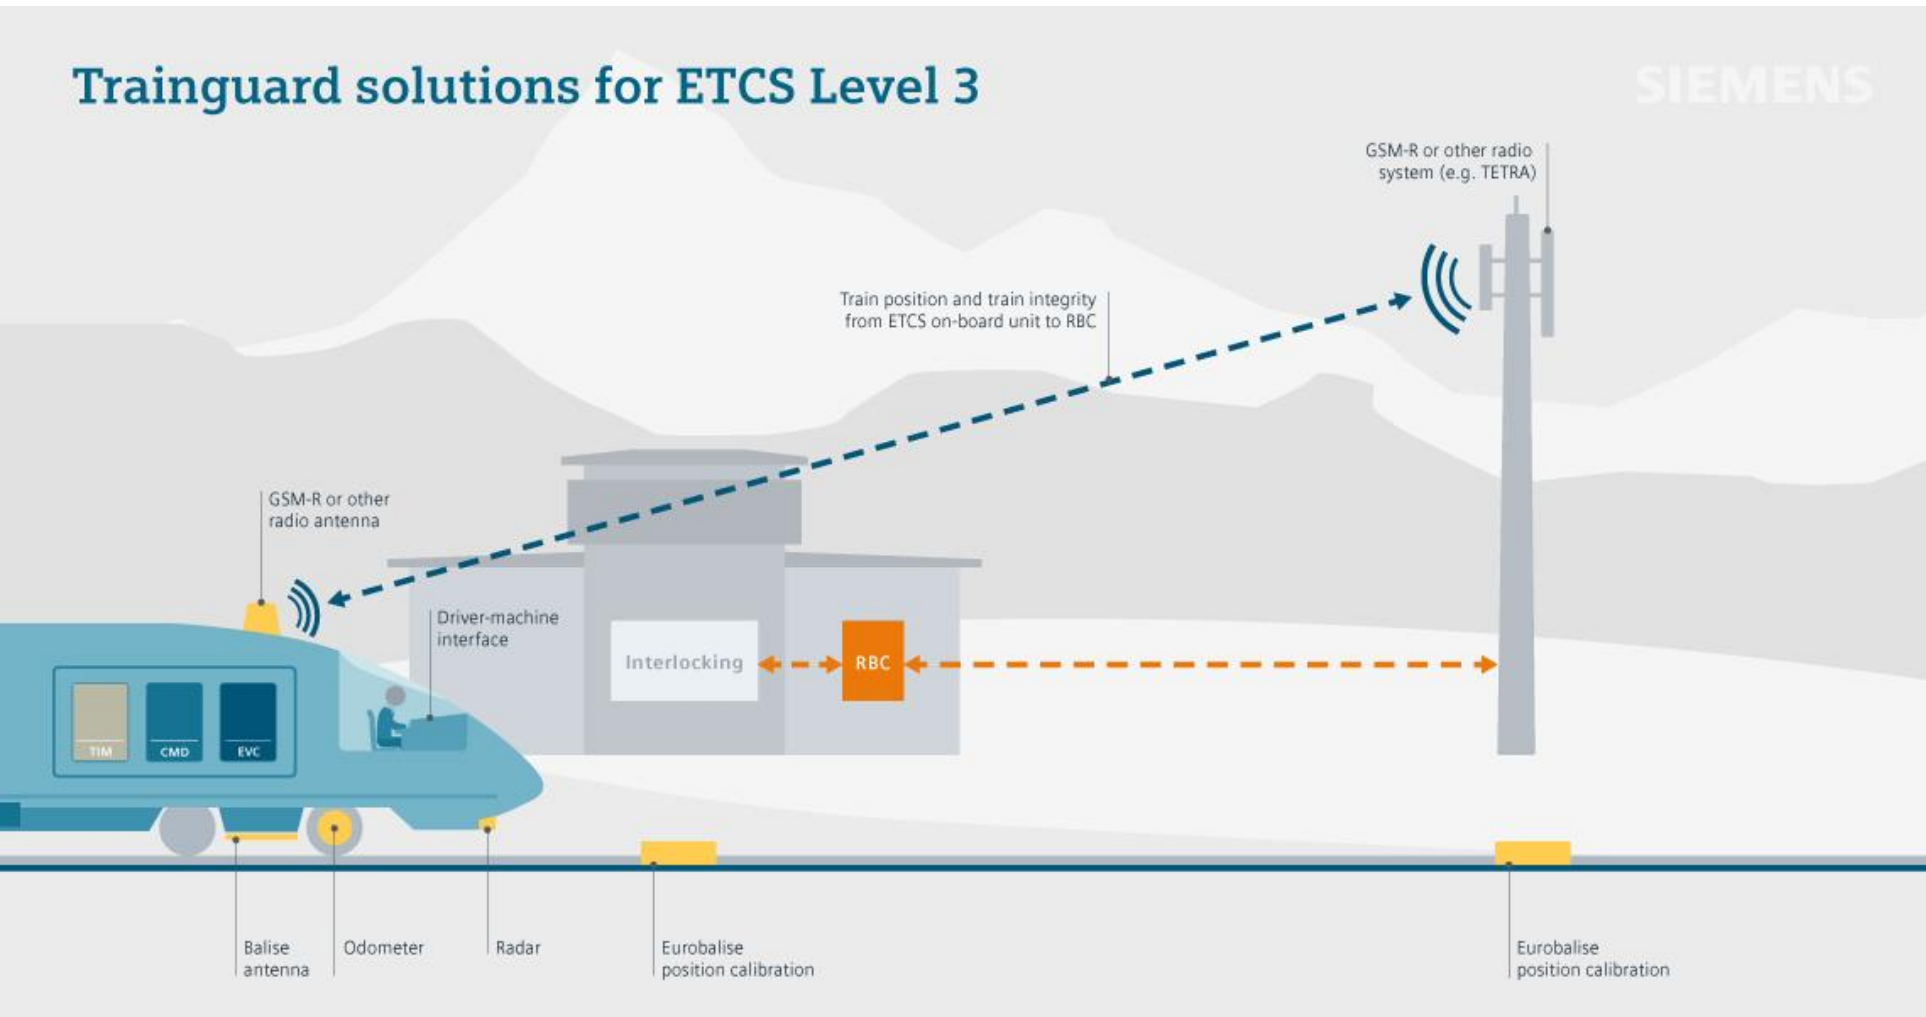 Trainguard solutions for ETCS Level 3
SIEMENS
GSM-R or other radio
system (e.g. TETRA)
Train position and train integrity
from ETCS on-board unit to RBC
GSM-R or other
radio antenna
Driver-machine
interface
Interlocking
RBC
TIM
CMD
EVC
Balise
antenna
Odometer
Radar
Eurobalise
position calibration
Eurobalise
position calibration